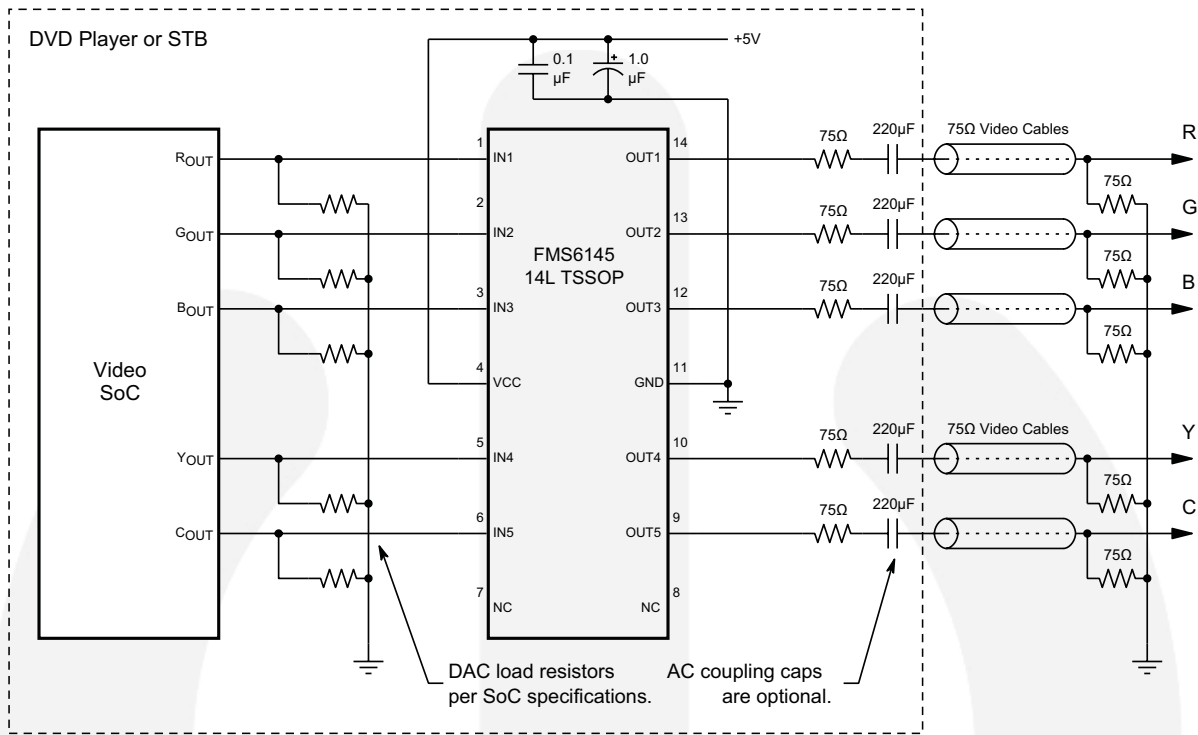 DVD Player or STB
+5V
0.1
µF
+
1.0
µF
Video
SoC
ROUT
GOUT
BOUT
YOUT
COUT
FMS6145
14L TSSOP
1
IN1
2
IN2
3
IN3
4
VCC
5
IN4
6
IN5
7
NC
14
OUT1
13
OUT2
12
OUT3
11
GND
10
OUT4
9
OUT5
8
NC
75Ω
220µF
75Ω Video Cables
R
75Ω
75Ω
220µF
G
75Ω
75Ω
220µF
B
75Ω
75Ω
220µF
75Ω Video Cables
Y
75Ω
75Ω
220µF
C
75Ω
DAC load resistors
per SoC specifications.
AC coupling caps
are optional.